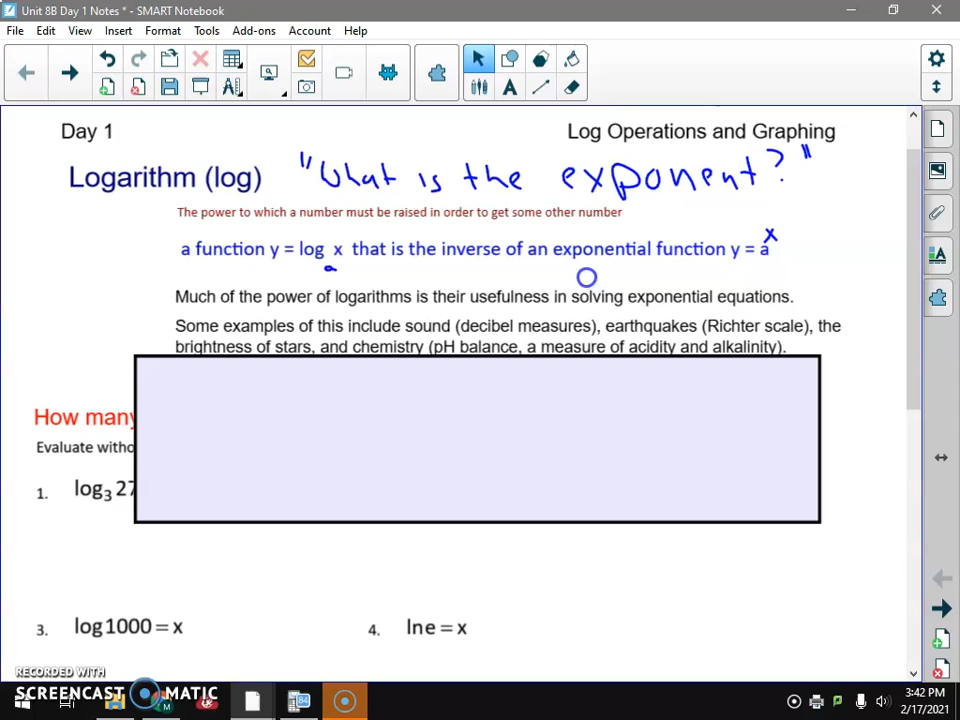 Unit 8B Day 1 Notes * - SMART Notebook
File Edit View Insert Format Tools Add-ons Account Help
Day 1
Log Operations and Graphing
Logarithm (log) "What is the exponent?"
The power to which a number must be raised in order to get some other number
a function y = logₐ x that is the inverse of an exponential function y = aˣ
Much of the power of logarithms is their usefulness in solving exponential equations.
Some examples of this include sound (decibel measures), earthquakes (Richter scale), the
brightness of stars, and chemistry (pH balance, a measure of acidity and alkalinity).
How many
Evaluate witho
1. log₃ 27
3. log1000 = x
4. lne = x
RECORDED WITH
SCREENCAST MATIC
3:42 PM
2/17/2021